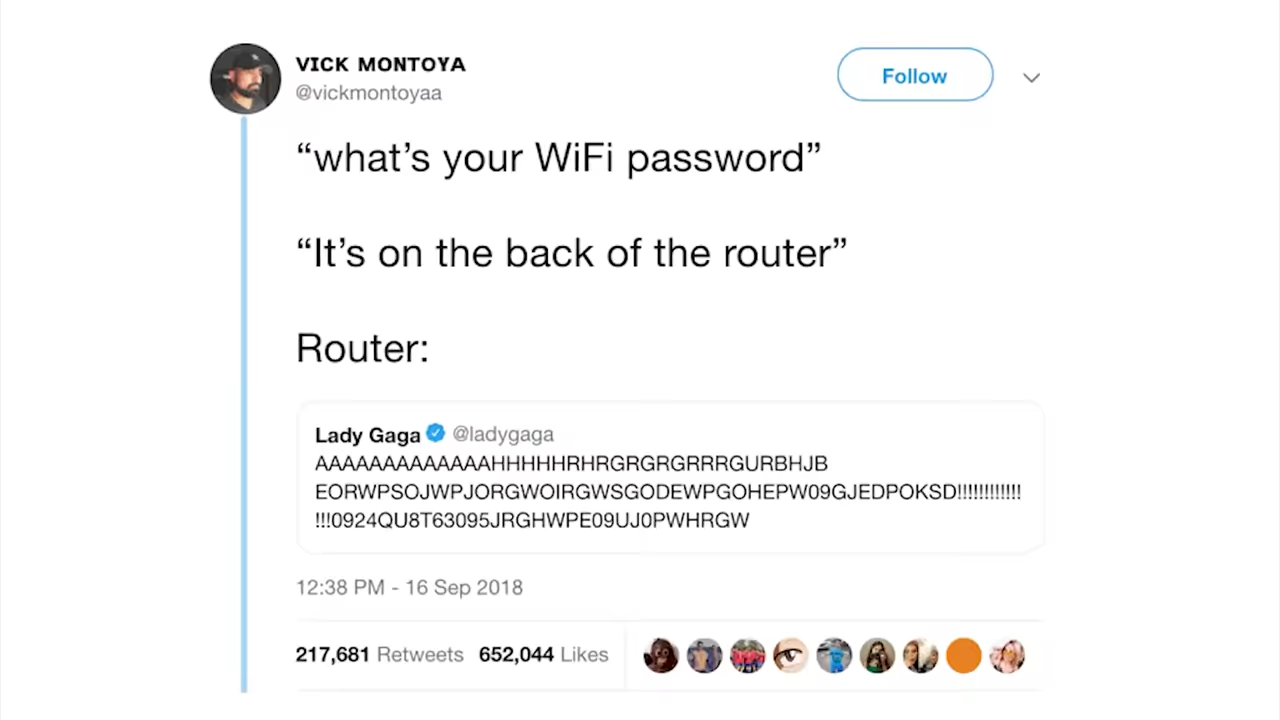 VICK MONTOYA
@vickmontoyaa
Follow
“what’s your WiFi password”
“It’s on the back of the router”
Router:
Lady Gaga @ladygaga
AAAAAAAAAAAAAHHHHHRHRGRGRGRRRGURBHJB
EORWPSOJWPJORGWOIRGWSGODEWPGOHEPW09GJEDPOKSD!!!!!!!!!!!!
!!!0924QU8T63095JRGHWPE09UJ0PWHRGW
12:38 PM - 16 Sep 2018
217,681 Retweets 652,044 Likes